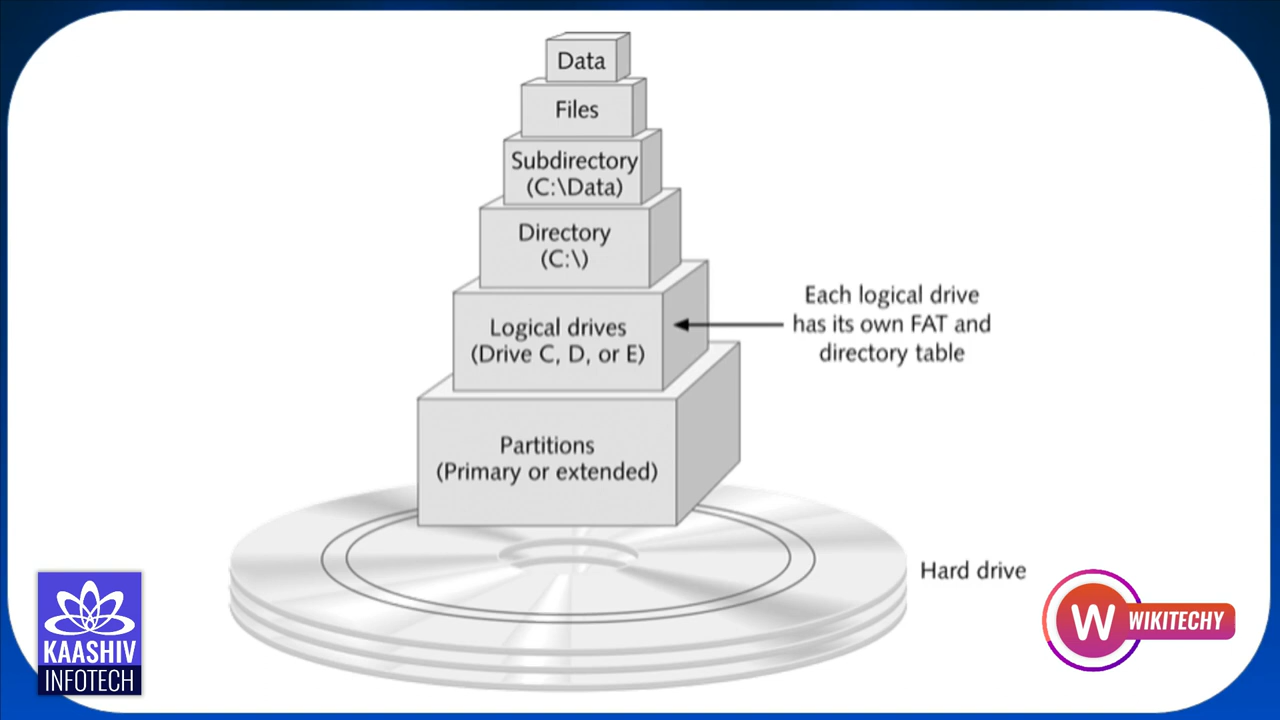 Data
Files
Subdirectory
(C:\Data)
Directory
(C:\)
Logical drives
(Drive C, D, or E)
Each logical drive
has its own FAT and
directory table
Partitions
(Primary or extended)
Hard drive
KAASHIV
INFOTECH
W WIKITECHY